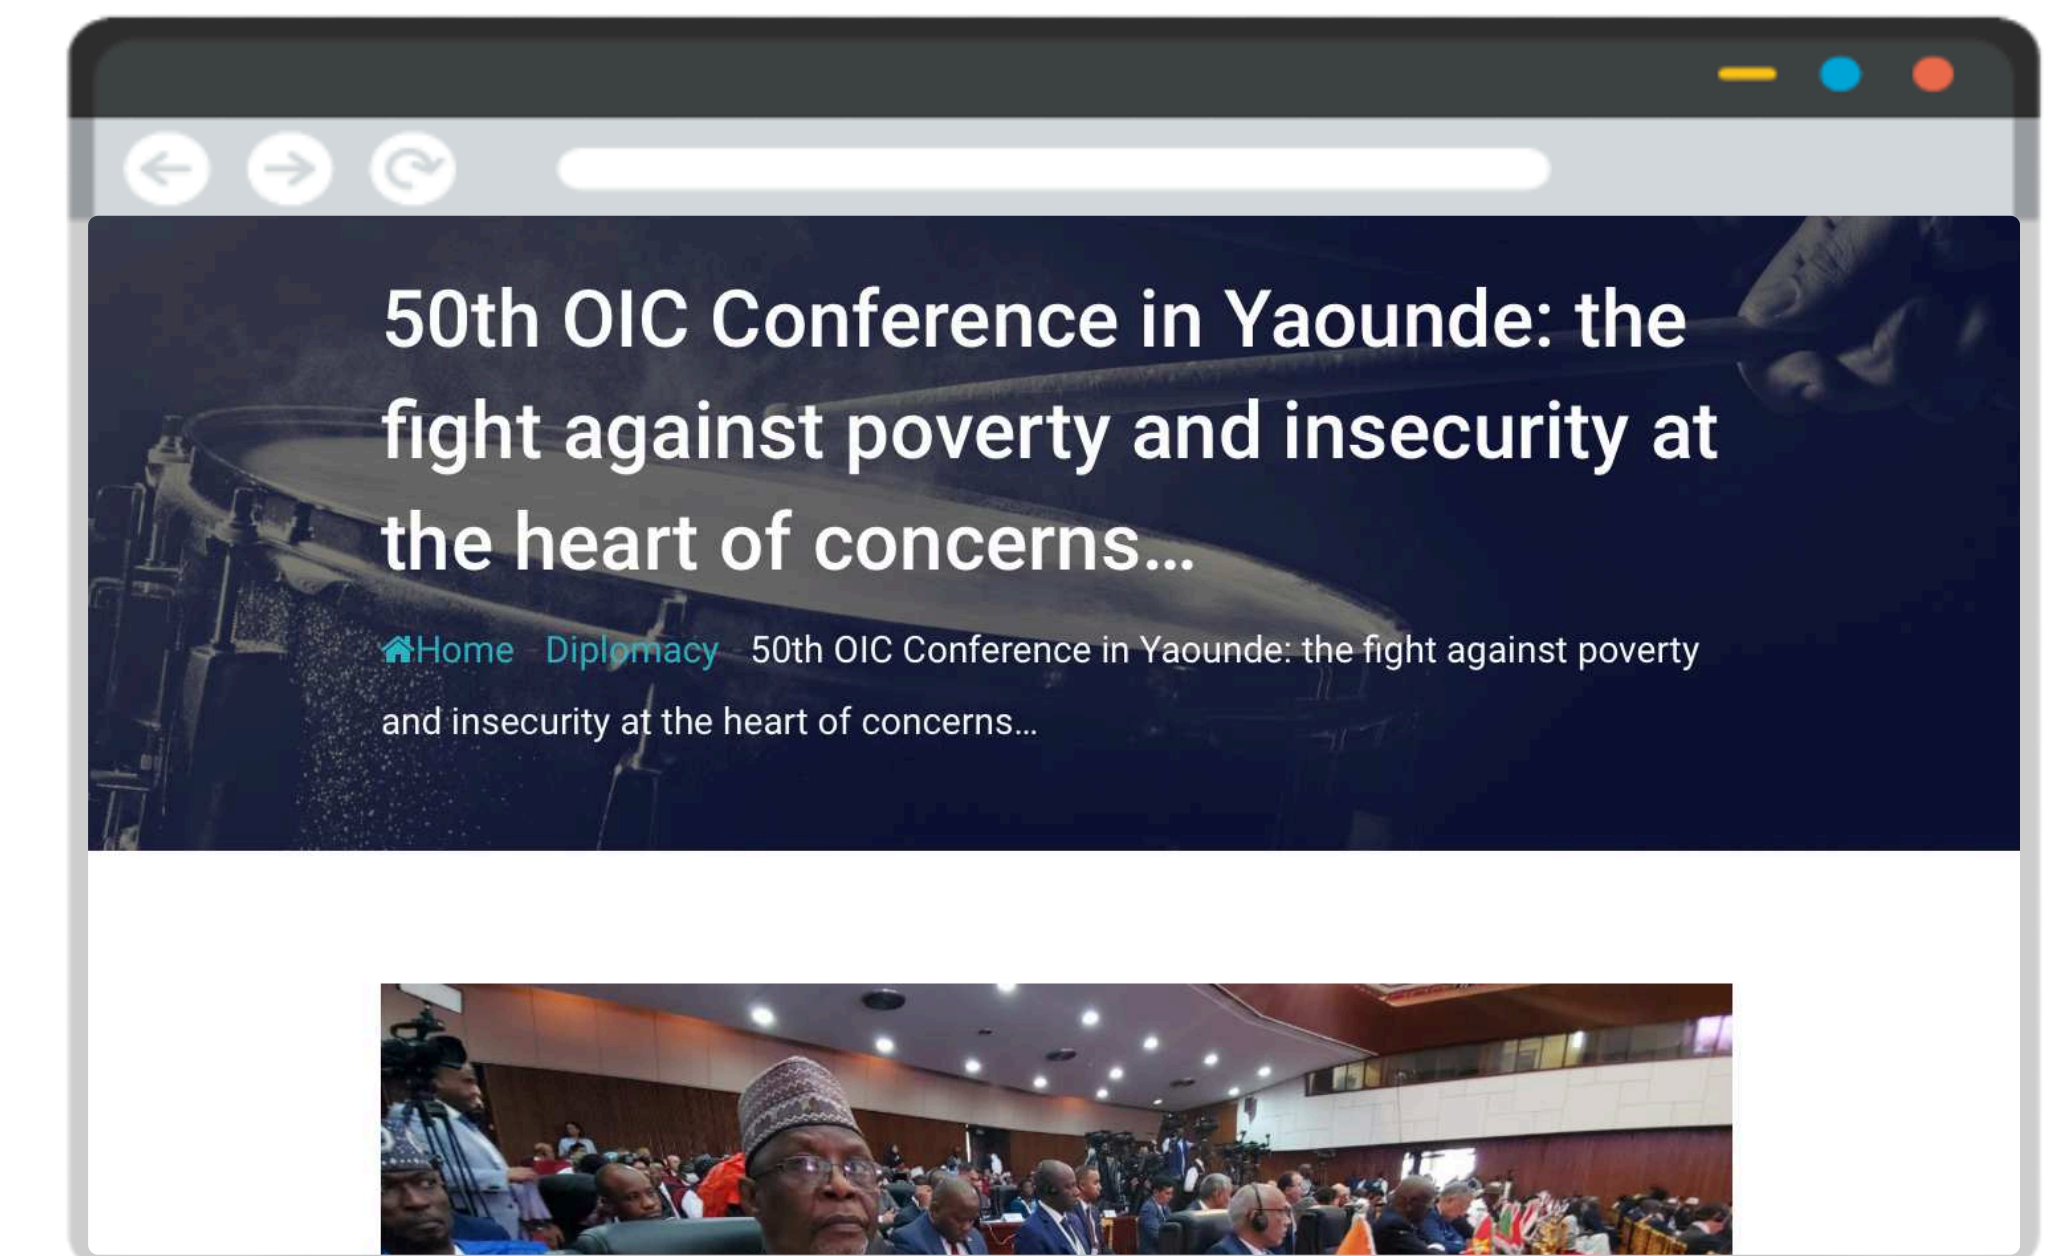 50th OIC Conference in Yaounde: the
fight against poverty and insecurity at
the heart of concerns...
Home Diplomacy 50th OIC Conference in Yaounde: the fight against poverty
and insecurity at the heart of concerns...